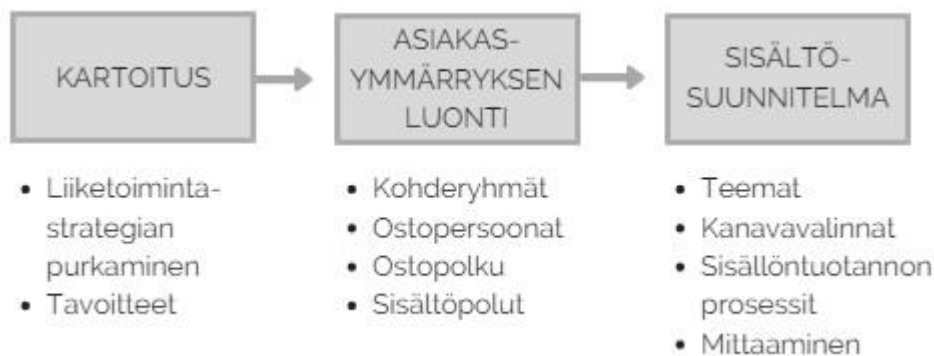 KARTOITUS
ASIAKAS-
YMMÄRRYKSEN
LUONTI
SISÄLTÖ-
SUUNNITELMA
• Liiketoiminta-
strategian
purkaminen
• Tavoitteet
• Kohderyhmät
• Ostopersoonat
• Ostopolku
• Sisältöpolut
• Teemat
• Kanavavalinnat
• Sisällöntuotannon
prosessit
• Mittaaminen